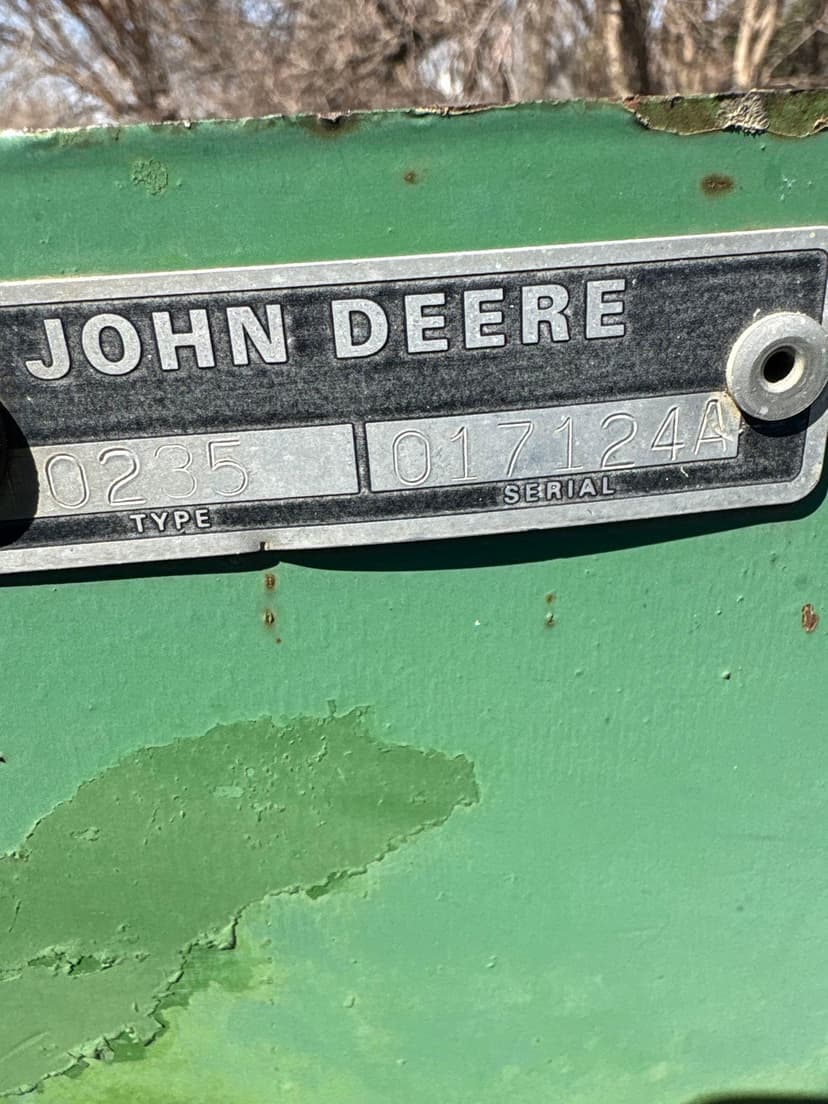 JOHN DEERE
0235 017124A
TYPE SERIAL